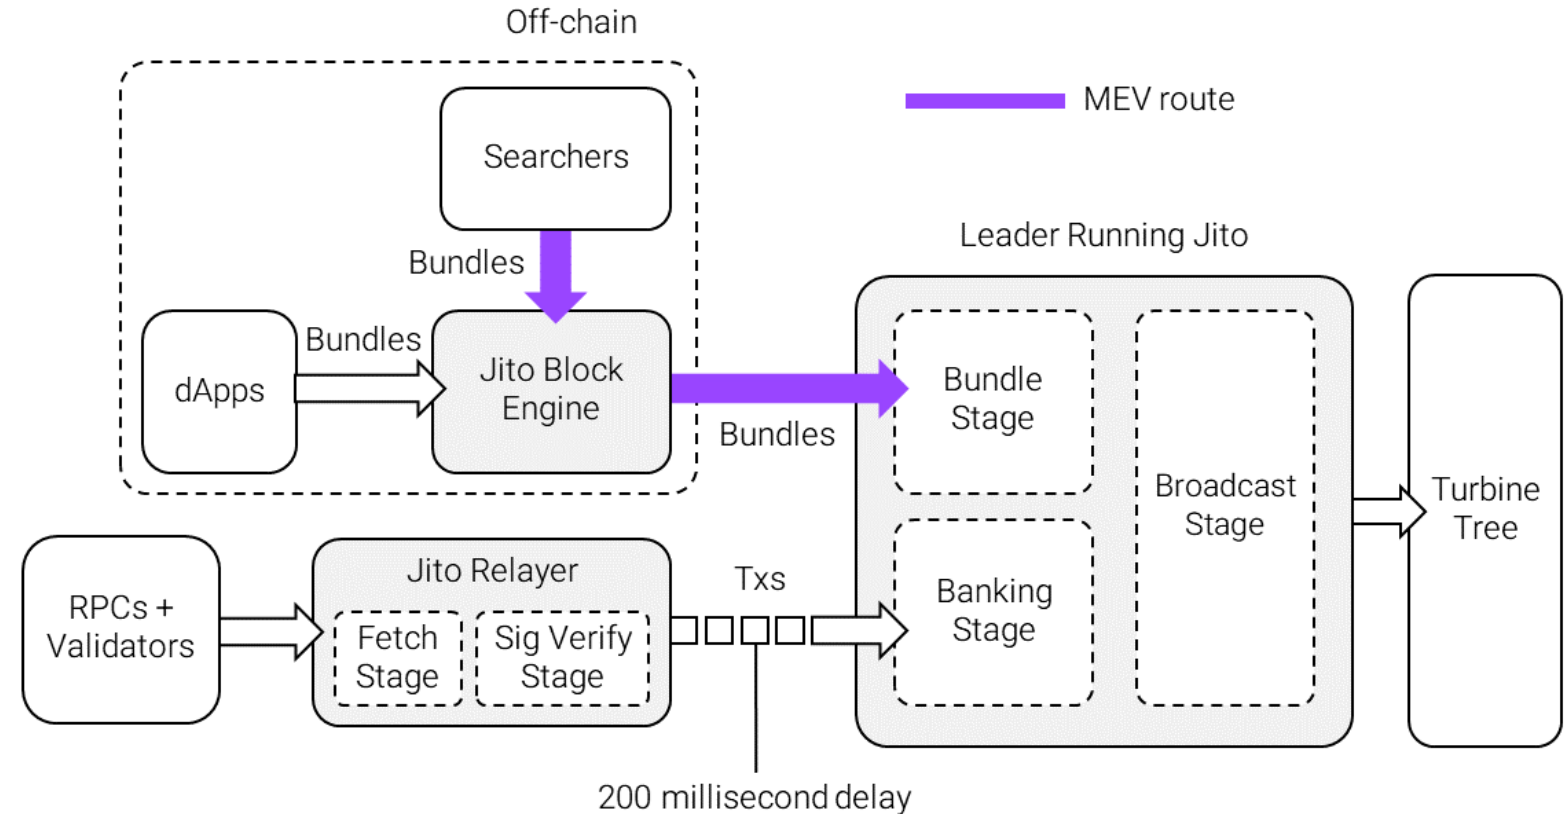 Off-chain
Searchers
MEV route
Bundles
Leader Running Jito
dApps
Bundles
Jito Block
Engine
Bundles
Bundle
Stage
Broadcast
Stage
Turbine
Tree
RPCs +
Validators
Jito Relayer
Fetch
Stage
Sig Verify
Stage
Txs
Banking
Stage
200 millisecond delay